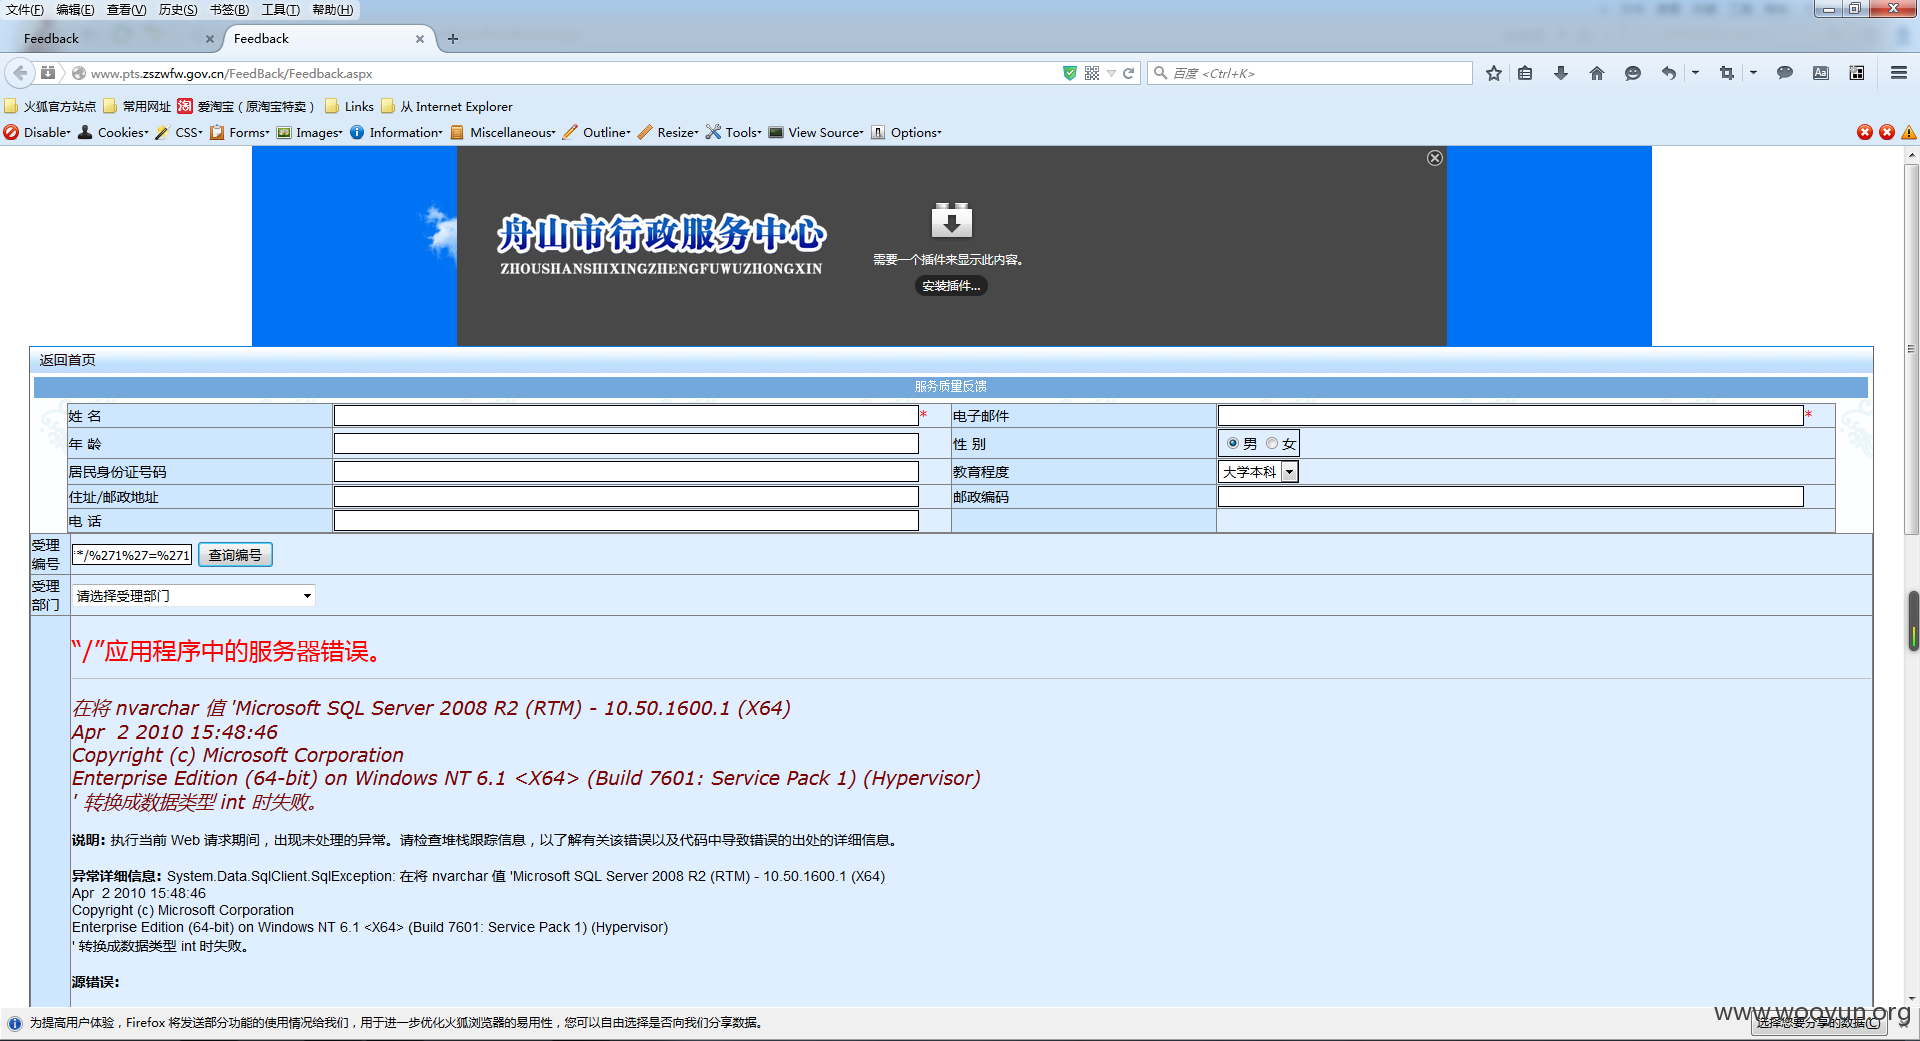 文件(F) 编辑(E) 查看(V) 历史(S) 书签(B) 工具(T) 帮助(H)
Feedback
Feedback
www.pts.zszwfw.gov.cn/FeedBack/Feedback.aspx
百度 <Ctrl+K>
火狐官方站点 常用网址 淘 爱淘宝（原淘宝特卖） Links 从 Internet Explorer
Disable Cookies CSS Forms Images Information Miscellaneous Outline Resize Tools View Source Options
舟山市行政服务中心
ZHOUSHANSHIXINGZHENGFUWUZHONGXIN
需要一个插件来显示此内容。
安装插件...
返回首页
服务质量反馈
姓 名 * 电子邮件 *
年 龄 性 别 男 女
居民身份证号码 教育程度 大学本科
住址/邮政地址 邮政编码
电 话
受理编号 *​/%271%27=%271 查询编号
受理部门 请选择受理部门
“/”应用程序中的服务器错误。
在将 nvarchar 值 'Microsoft SQL Server 2008 R2 (RTM) - 10.50.1600.1 (X64)
Apr  2 2010 15:48:46
Copyright (c) Microsoft Corporation
Enterprise Edition (64-bit) on Windows NT 6.1 <X64> (Build 7601: Service Pack 1) (Hypervisor)
' 转换成数据类型 int 时失败。
说明: 执行当前 Web 请求期间，出现未处理的异常。请检查堆栈跟踪信息，以了解有关该错误以及代码中导致错误的出处的详细信息。
异常详细信息: System.Data.SqlClient.SqlException: 在将 nvarchar 值 'Microsoft SQL Server 2008 R2 (RTM) - 10.50.1600.1 (X64)
Apr  2 2010 15:48:46
Copyright (c) Microsoft Corporation
Enterprise Edition (64-bit) on Windows NT 6.1 <X64> (Build 7601: Service Pack 1) (Hypervisor)
' 转换成数据类型 int 时失败。
源错误:
www.wooyun.org
为提高用户体验，Firefox 将发送部分功能的使用情况给我们，用于进一步优化火狐浏览器的易用性，您可以自由选择是否向我们分享数据。
选择您要分享的数据(C)